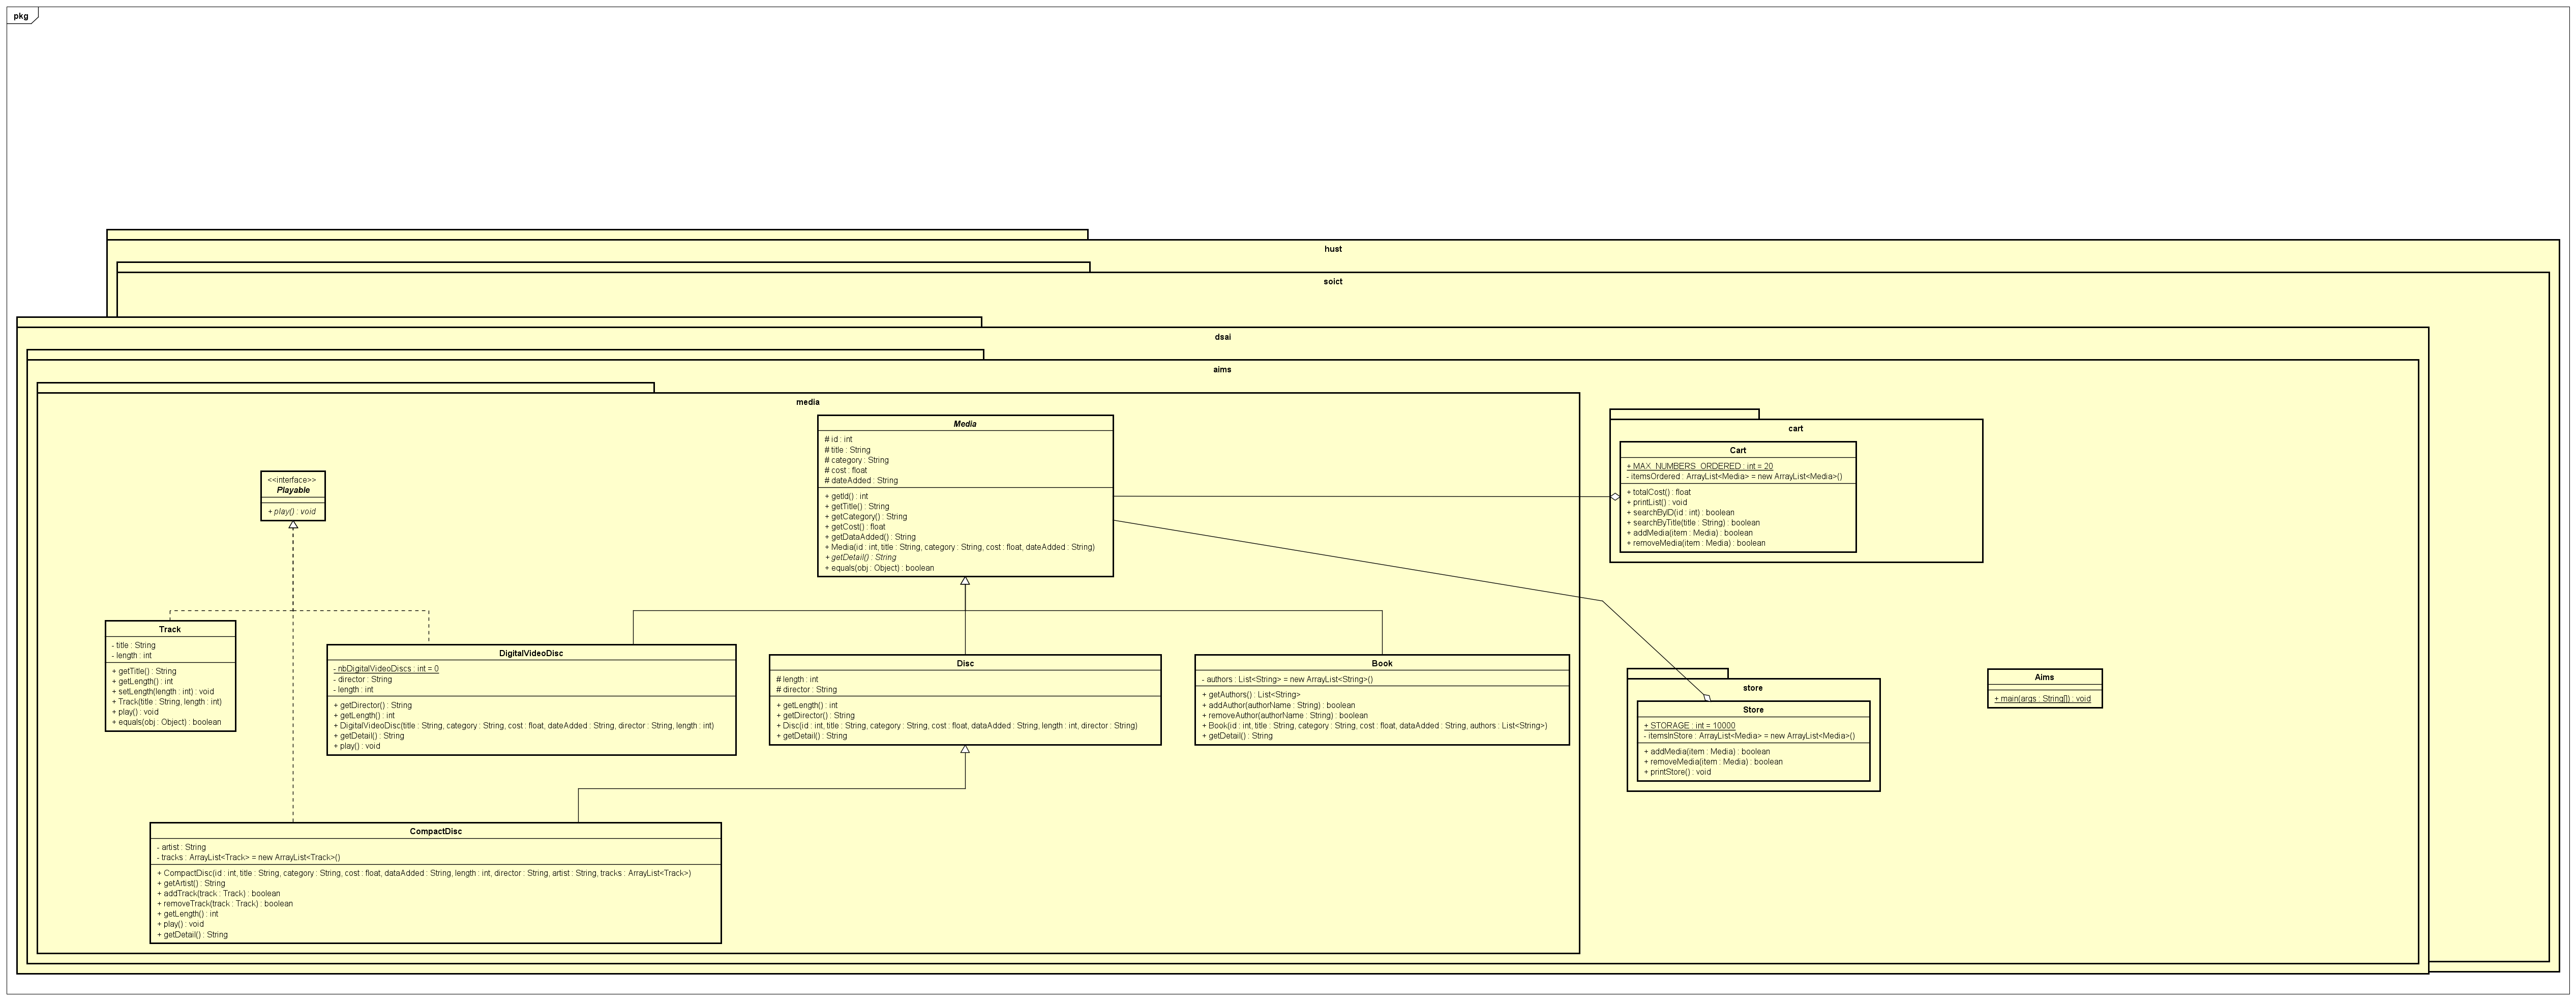 pkg
hust
soict
dsai
aims
media
Media
# id : int
# title : String
# category : String
# cost : float
# dateAdded : String
+ getId() : int
+ getTitle() : String
+ getCategory() : String
+ getCost() : float
+ getDataAdded() : String
+ Media(id : int, title : String, category : String, cost : float, dateAdded : String)
+ getDetail() : String
+ equals(obj : Object) : boolean
cart
Cart
+ MAX_NUMBERS_ORDERED : int = 20
- itemsOrdered : ArrayList<Media> = new ArrayList<Media>()
+ totalCost() : float
+ printList() : void
+ searchByID(id : int) : boolean
+ searchByTitle(title : String) : boolean
+ addMedia(item : Media) : boolean
+ removeMedia(item : Media) : boolean
<<interface>>
Playable
+ play() : void
Track
- title : String
- length : int
+ getTitle() : String
+ getLength() : int
+ setLength(length : int) : void
+ Track(title : String, length : int)
+ play() : void
+ equals(obj : Object) : boolean
DigitalVideoDisc
- nbDigitalVideoDiscs : int = 0
- director : String
- length : int
+ getDirector() : String
+ getLength() : int
+ DigitalVideoDisc(title : String, category : String, cost : float, dateAdded : String, director : String, length : int)
+ getDetail() : String
+ play() : void
Disc
# length : int
# director : String
+ getLength() : int
+ getDirector() : String
+ Disc(id : int, title : String, category : String, cost : float, dataAdded : String, length : int, director : String)
+ getDetail() : String
Book
- authors : List<String> = new ArrayList<String>()
+ getAuthors() : List<String>
+ addAuthor(authorName : String) : boolean
+ removeAuthor(authorName : String) : boolean
+ Book(id : int, title : String, category : String, cost : float, dataAdded : String, authors : List<String>)
+ getDetail() : String
store
Store
+ STORAGE : int = 10000
- itemsInStore : ArrayList<Media> = new ArrayList<Media>()
+ addMedia(item : Media) : boolean
+ removeMedia(item : Media) : boolean
+ printStore() : void
Aims
+ main(args : String[]) : void
CompactDisc
- artist : String
- tracks : ArrayList<Track> = new ArrayList<Track>()
+ CompactDisc(id : int, title : String, category : String, cost : float, dataAdded : String, length : int, director : String, artist : String, tracks : ArrayList<Track>)
+ getArtist() : String
+ addTrack(track : Track) : boolean
+ removeTrack(track : Track) : boolean
+ getLength() : int
+ play() : void
+ getDetail() : String